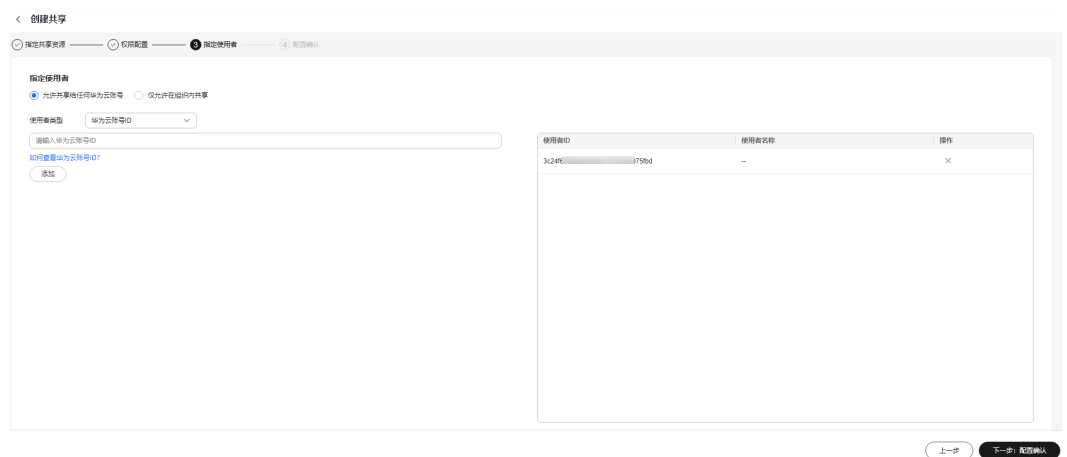 < 创建共享
指定共享资源 权限配置 3 指定使用者 4 配置确认
指定使用者
允许共享给任何华为云账号 仅允许在组织内共享
使用者类型 华为云账号ID
请输入华为云账号ID
如何查看华为云账号ID?
添加
使用者ID 使用者名称 操作
3c24f6 975fbd -- ×
上一步 下一步：配置确认